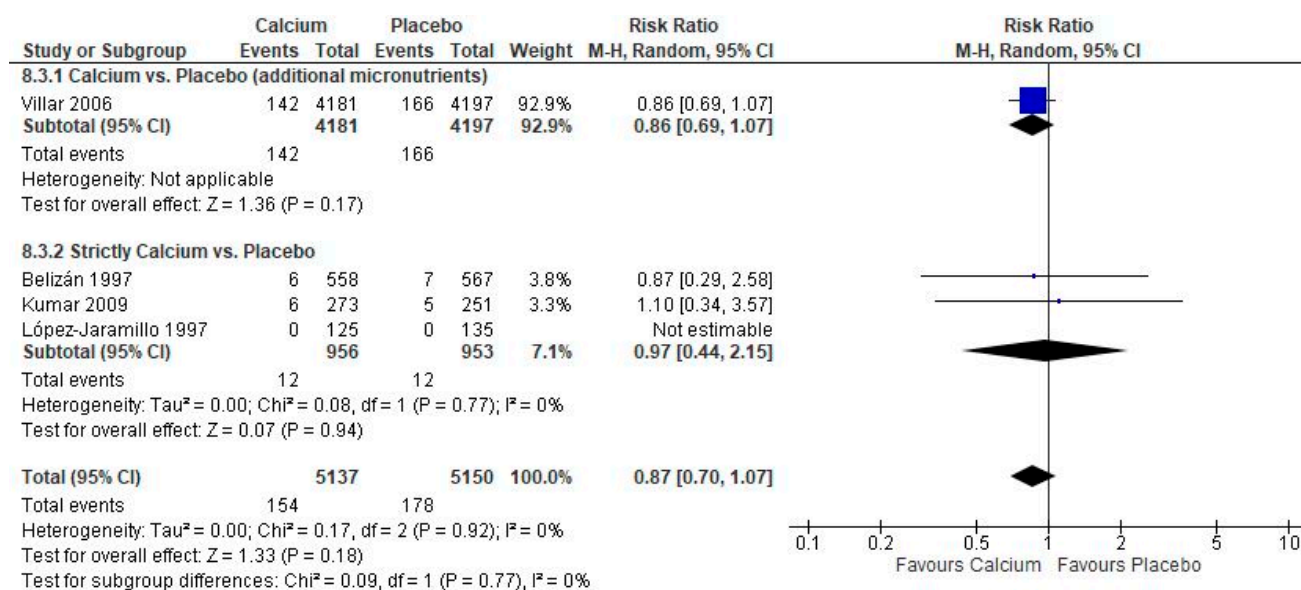 Calcium Placebo Risk Ratio Risk Ratio
Study or Subgroup Events Total Events Total Weight M-H, Random, 95% CI M-H, Random, 95% CI
8.3.1 Calcium vs. Placebo (additional micronutrients)
Villar 2006 142 4181 166 4197 92.9% 0.86 [0.69, 1.07]
Subtotal (95% CI) 4181 4197 92.9% 0.86 [0.69, 1.07]
Total events 142 166
Heterogeneity: Not applicable
Test for overall effect: Z = 1.36 (P = 0.17)
8.3.2 Strictly Calcium vs. Placebo
Belizán 1997 6 558 7 567 3.8% 0.87 [0.29, 2.58]
Kumar 2009 6 273 5 251 3.3% 1.10 [0.34, 3.57]
López-Jaramillo 1997 0 125 0 135 Not estimable
Subtotal (95% CI) 956 953 7.1% 0.97 [0.44, 2.15]
Total events 12 12
Heterogeneity: Tau² = 0.00; Chi² = 0.08, df = 1 (P = 0.77); I² = 0%
Test for overall effect: Z = 0.07 (P = 0.94)
Total (95% CI) 5137 5150 100.0% 0.87 [0.70, 1.07]
Total events 154 178
Heterogeneity: Tau² = 0.00; Chi² = 0.17, df = 2 (P = 0.92); I² = 0%
Test for overall effect: Z = 1.33 (P = 0.18)
Test for subgroup differences: Chi² = 0.09, df = 1 (P = 0.77), I² = 0%
0.1 0.2 0.5 1 2 5 10
Favours Calcium Favours Placebo